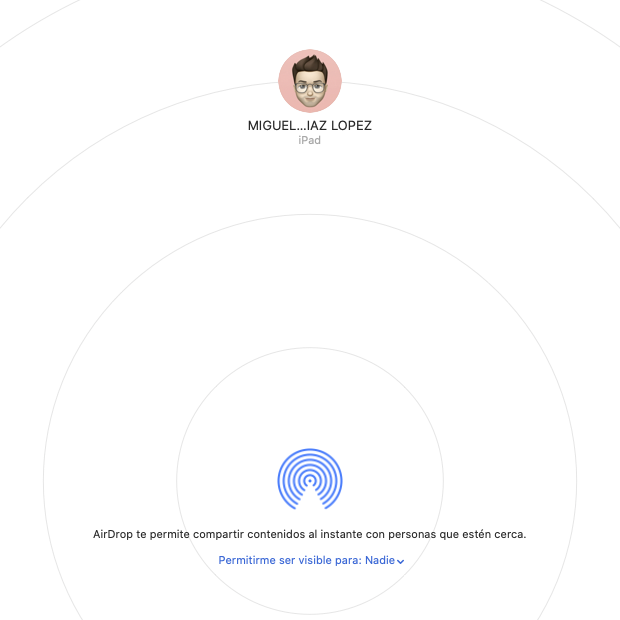 MIGUEL...IAZ LOPEZ
iPad
AirDrop te permite compartir contenidos al instante con personas que estén cerca.
Permitirme ser visible para: Nadie